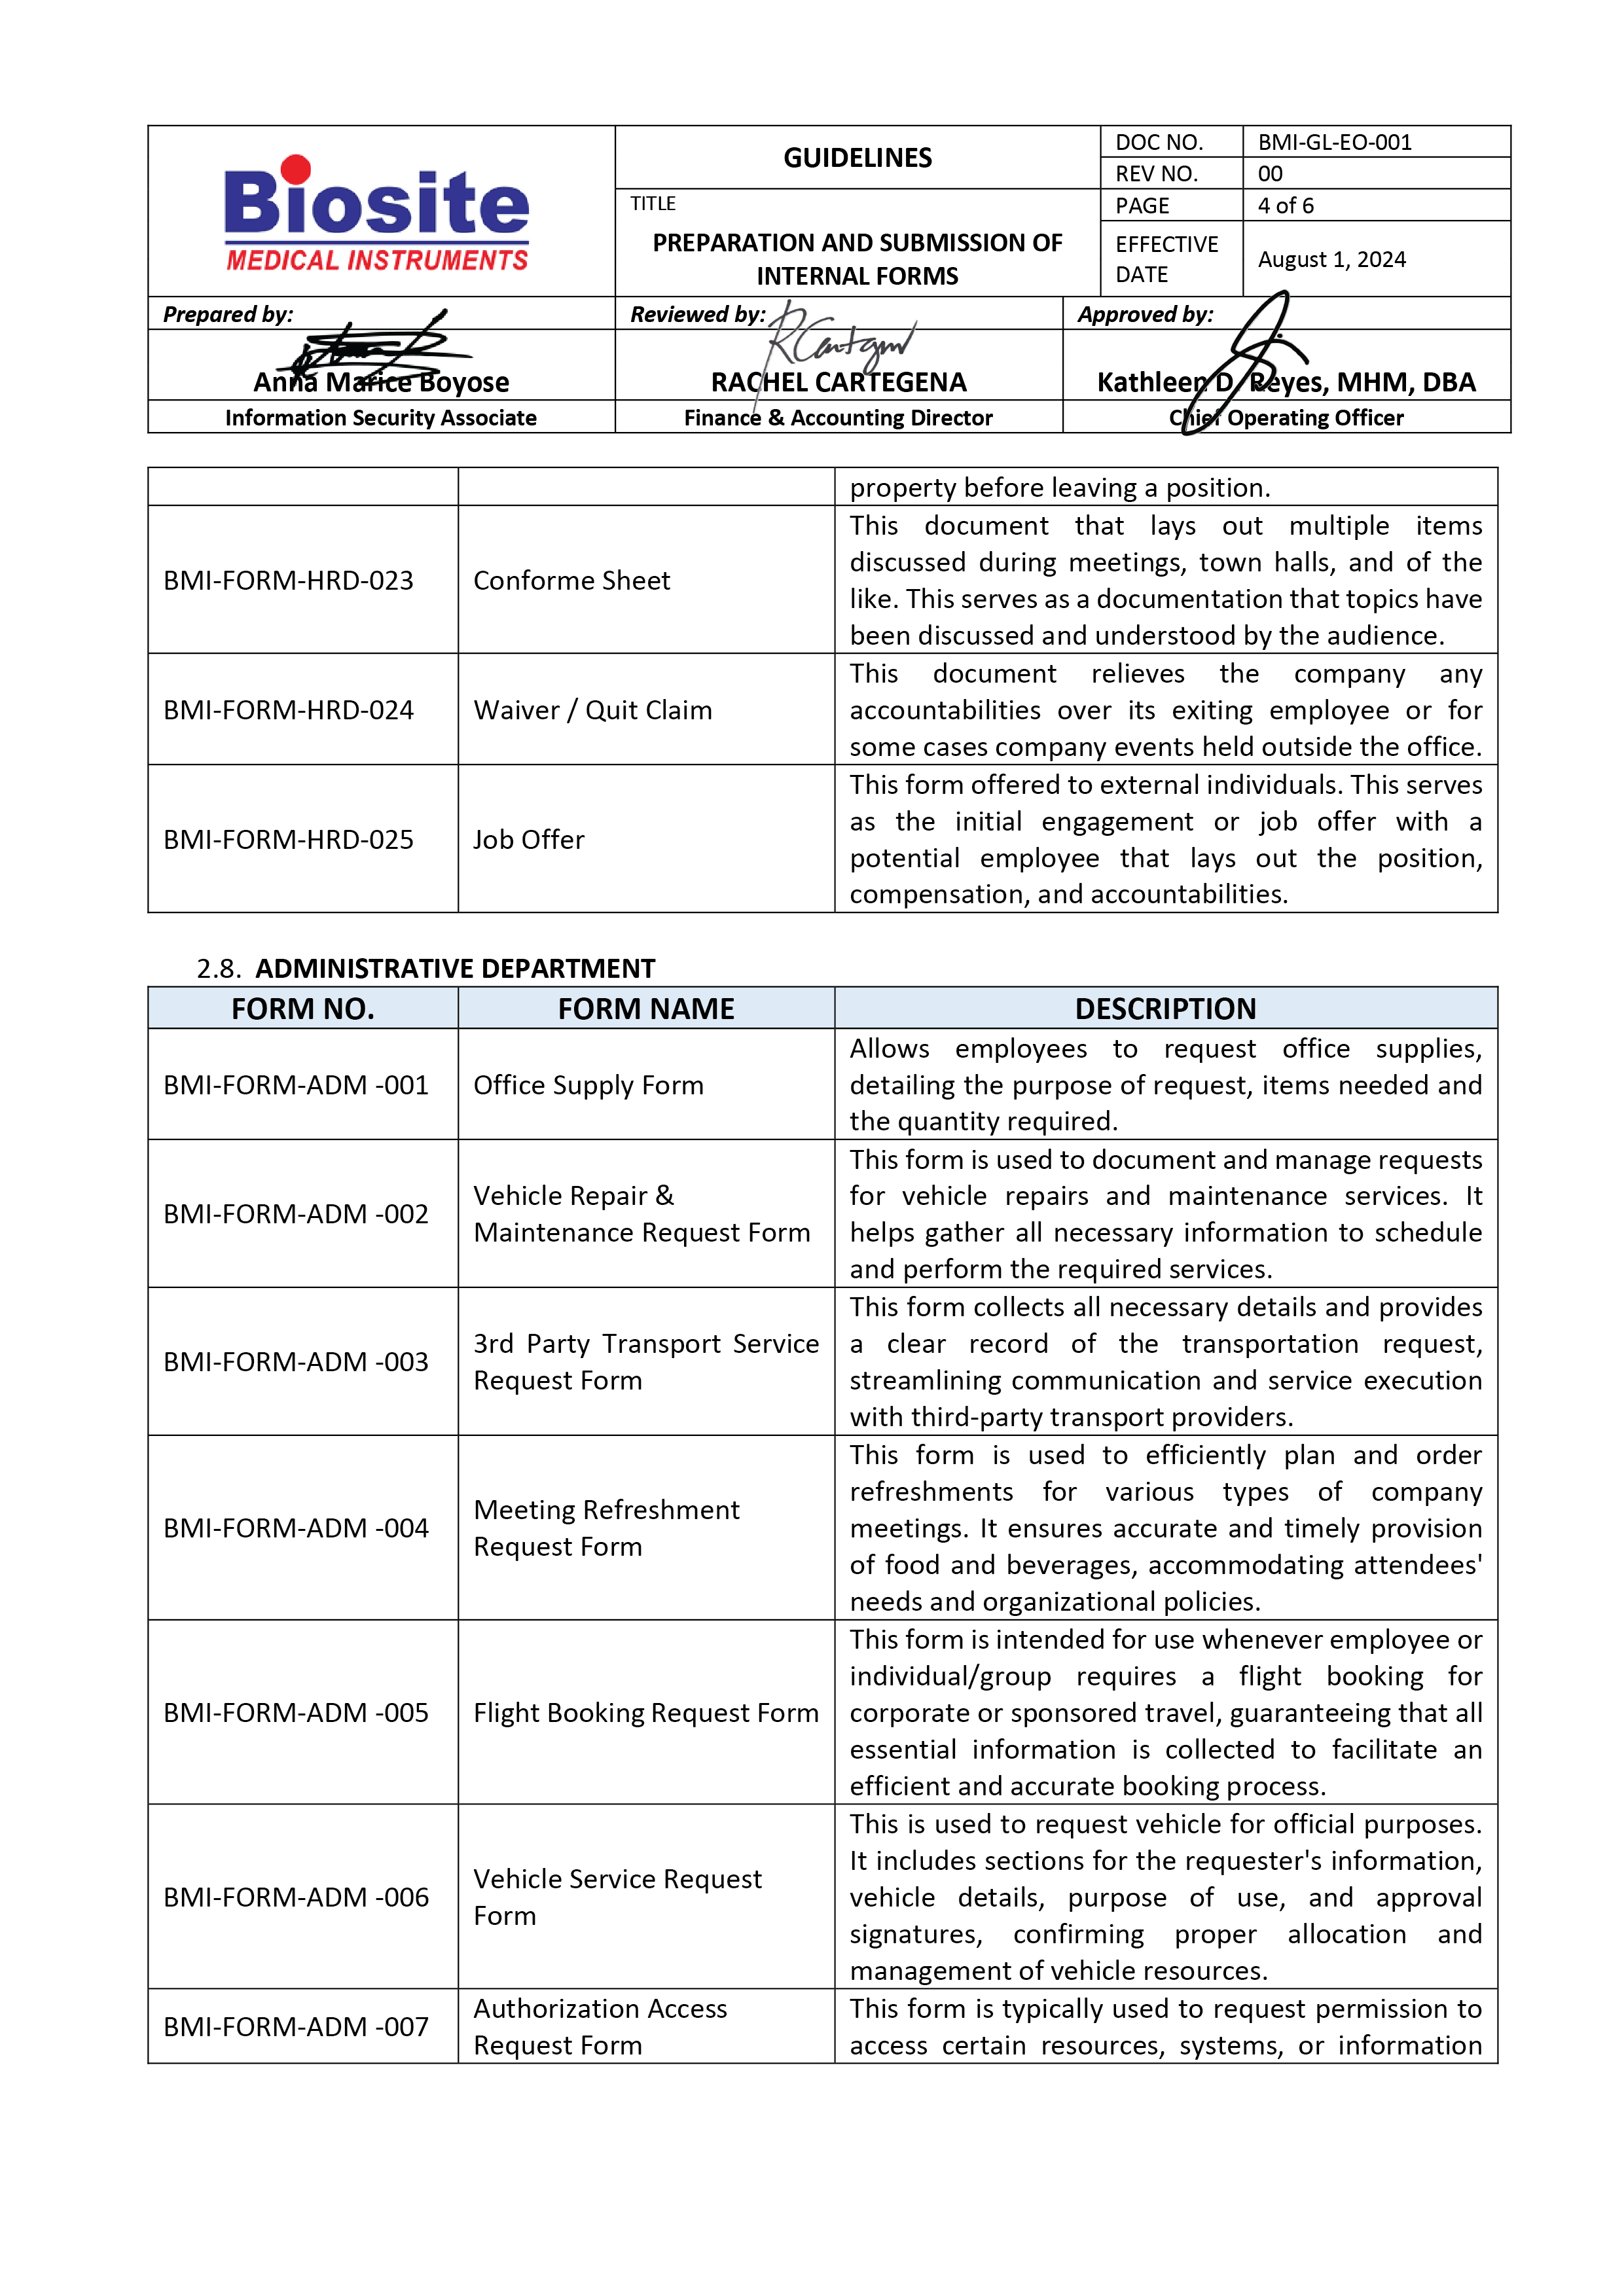 Biosite
MEDICAL INSTRUMENTS
GUIDELINES
TITLE
PREPARATION AND SUBMISSION OF
INTERNAL FORMS
DOC NO. BMI-GL-EO-001
REV NO. 00
PAGE 4 of 6
EFFECTIVE
DATE
August 1, 2024
Prepared by: Reviewed by: Approved by:
Anna Marice Boyose RACHEL CARTEGENA Kathleen D. Reyes, MHM, DBA
Information Security Associate Finance & Accounting Director Chief Operating Officer
property before leaving a position.
BMI-FORM-HRD-023
Conforme Sheet
This document that lays out multiple items
discussed during meetings, town halls, and of the
like. This serves as a documentation that topics have
been discussed and understood by the audience.
BMI-FORM-HRD-024
Waiver / Quit Claim
This document relieves the company any
accountabilities over its exiting employee or for
some cases company events held outside the office.
BMI-FORM-HRD-025
Job Offer
This form offered to external individuals. This serves
as the initial engagement or job offer with a
potential employee that lays out the position,
compensation, and accountabilities.
2.8. ADMINISTRATIVE DEPARTMENT
FORM NO. FORM NAME DESCRIPTION
BMI-FORM-ADM -001
Office Supply Form
Allows employees to request office supplies,
detailing the purpose of request, items needed and
the quantity required.
BMI-FORM-ADM -002
Vehicle Repair &
Maintenance Request Form
This form is used to document and manage requests
for vehicle repairs and maintenance services. It
helps gather all necessary information to schedule
and perform the required services.
BMI-FORM-ADM -003
3rd Party Transport Service
Request Form
This form collects all necessary details and provides
a clear record of the transportation request,
streamlining communication and service execution
with third-party transport providers.
BMI-FORM-ADM -004
Meeting Refreshment
Request Form
This form is used to efficiently plan and order
refreshments for various types of company
meetings. It ensures accurate and timely provision
of food and beverages, accommodating attendees'
needs and organizational policies.
BMI-FORM-ADM -005
Flight Booking Request Form
This form is intended for use whenever employee or
individual/group requires a flight booking for
corporate or sponsored travel, guaranteeing that all
essential information is collected to facilitate an
efficient and accurate booking process.
BMI-FORM-ADM -006
Vehicle Service Request
Form
This is used to request vehicle for official purposes.
It includes sections for the requester's information,
vehicle details, purpose of use, and approval
signatures, confirming proper allocation and
management of vehicle resources.
BMI-FORM-ADM -007
Authorization Access
Request Form
This form is typically used to request permission to
access certain resources, systems, or information